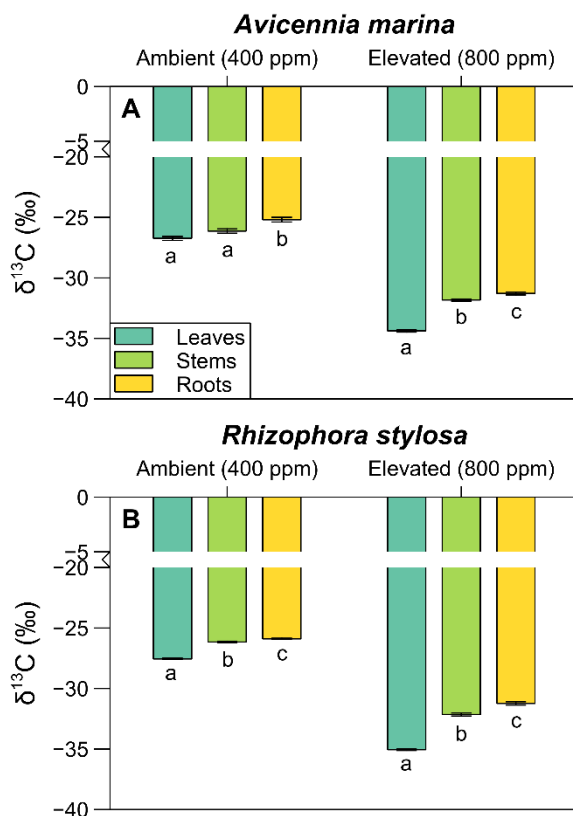 Avicennia marina
Ambient (400 ppm) Elevated (800 ppm)
A
0
−5
−20
−25
−30
−35
−40
δ¹³C (‰)
a a b
a b c
Leaves
Stems
Roots
Rhizophora stylosa
Ambient (400 ppm) Elevated (800 ppm)
B
0
−5
−20
−25
−30
−35
−40
δ¹³C (‰)
a b c
a b c